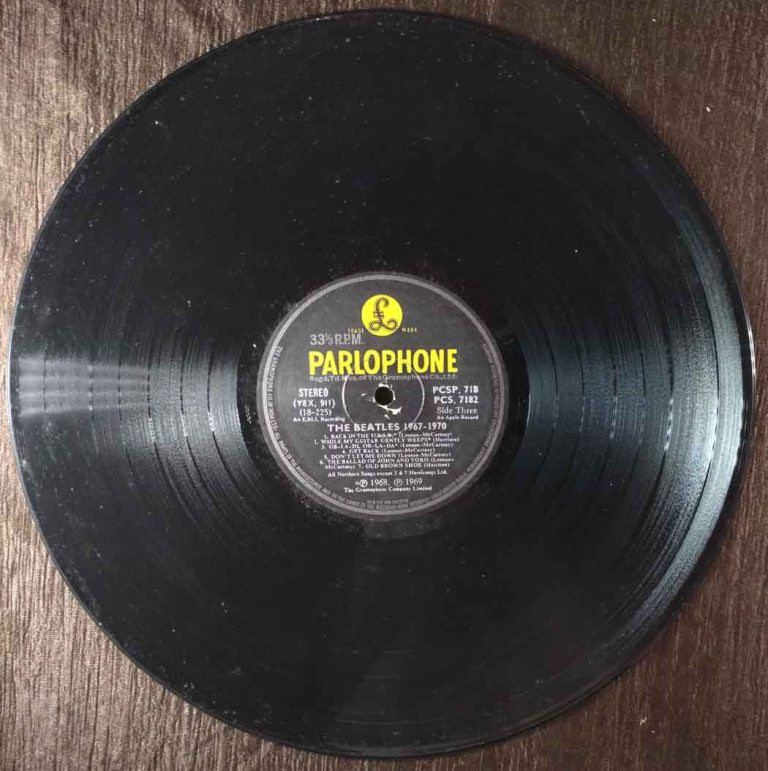 TRADE MARK
33⅓ R.P.M.
PARLOPHONE
Regd. Td. Mks. of The Gramophone Co., Ltd.
STEREO
(YEX, 911)
(18-225)
An E.M.I. Recording
PCSP, 718
PCS, 7182
Side Three
An Apple Record
THE BEATLES 1967-1970
1. BACK IN THE U.S.S.R.* (Lennon-McCartney)
2. WHILE MY GUITAR GENTLY WEEPS* (Harrison)
3. OB-LA-DI, OB-LA-DA* (Lennon-McCartney)
4. GET BACK (Lennon-McCartney)
5. DON'T LET ME DOWN (Lennon-McCartney)
6. THE BALLAD OF JOHN AND YOKO (Lennon-
McCartney) 7. OLD BROWN SHOE (Harrison)
All Northern Songs except 2 & 7 Harrisongs Ltd.
*℗ 1968, ℗ 1969
The Gramophone Company Limited